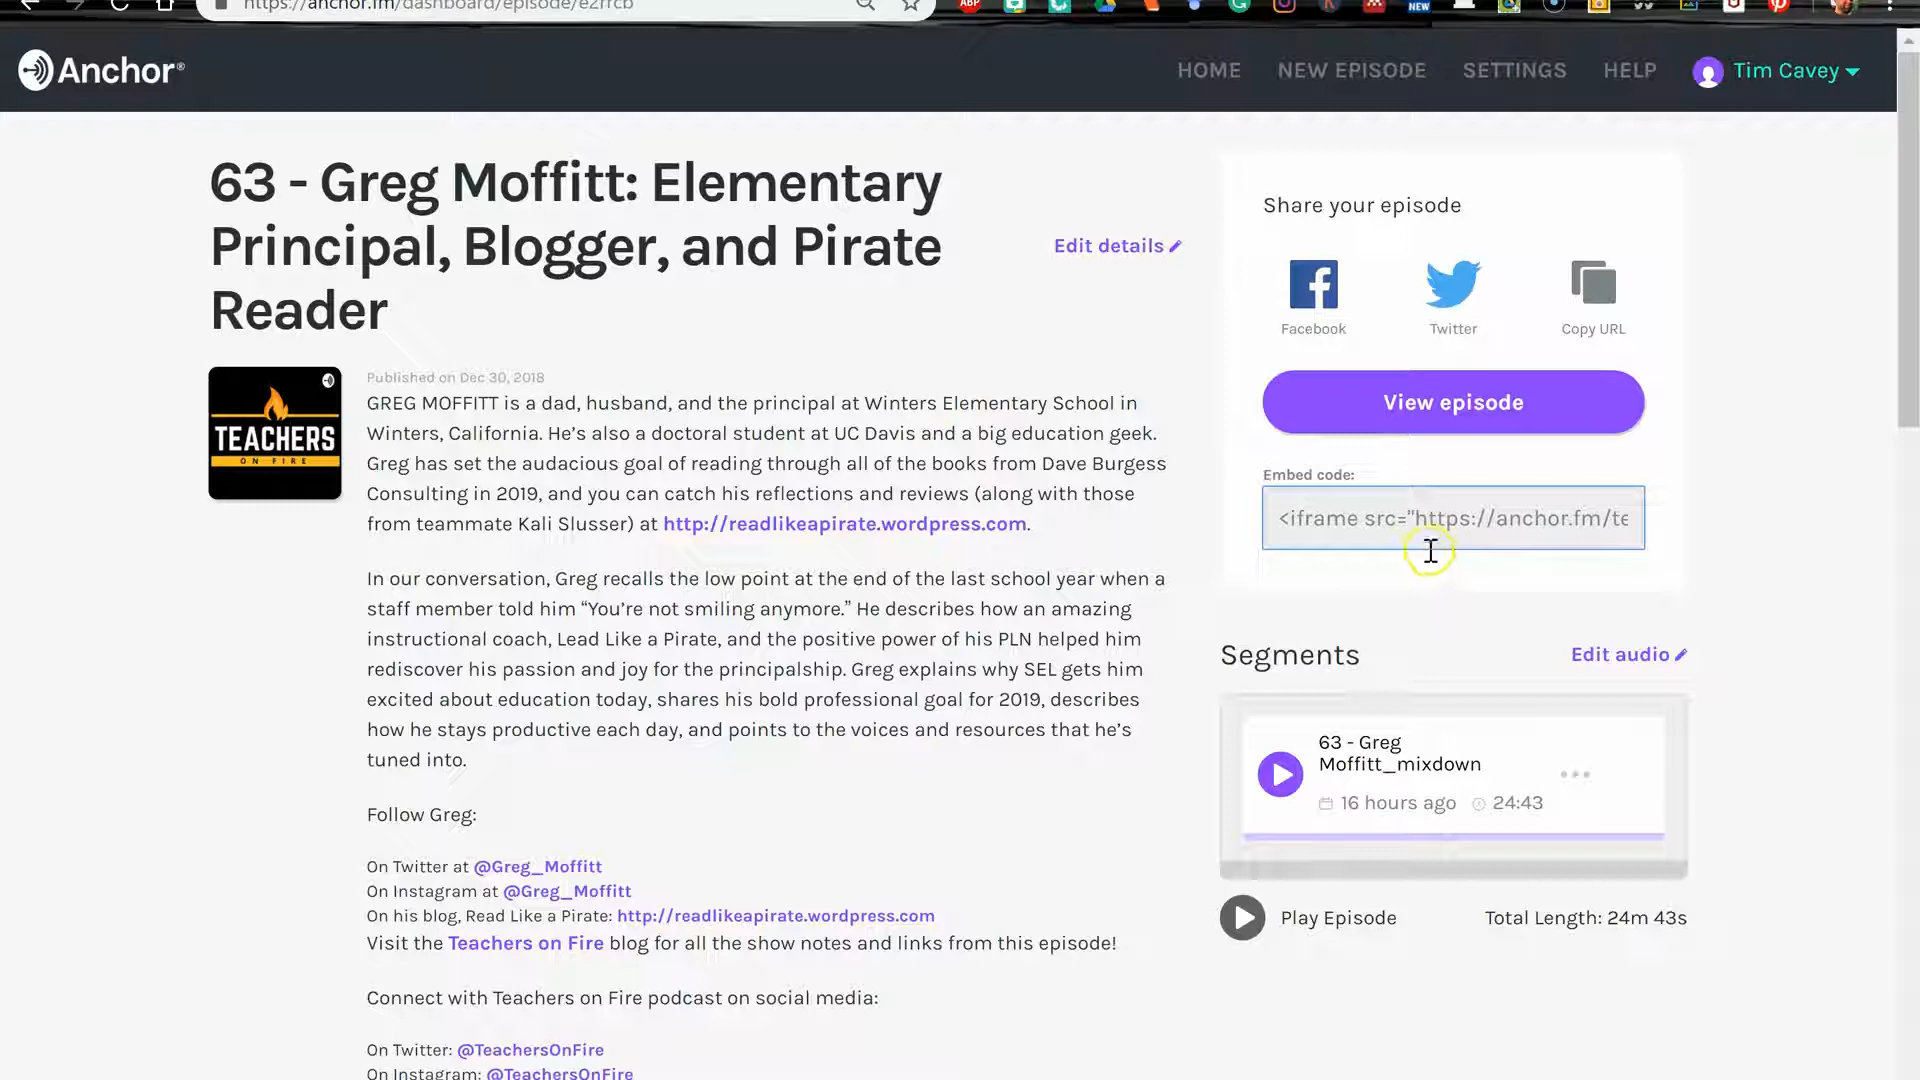 https://anchor.fm/dashboard/episode/e2rrcb
ABP
NEW
Anchor®
HOME NEW EPISODE SETTINGS HELP Tim Cavey
63 - Greg Moffitt: Elementary
Principal, Blogger, and Pirate
Reader
Edit details
TEACHERS
ON FIRE
Published on Dec 30, 2018
GREG MOFFITT is a dad, husband, and the principal at Winters Elementary School in
Winters, California. He’s also a doctoral student at UC Davis and a big education geek.
Greg has set the audacious goal of reading through all of the books from Dave Burgess
Consulting in 2019, and you can catch his reflections and reviews (along with those
from teammate Kali Slusser) at http://readlikeapirate.wordpress.com.
In our conversation, Greg recalls the low point at the end of the last school year when a
staff member told him “You’re not smiling anymore.” He describes how an amazing
instructional coach, Lead Like a Pirate, and the positive power of his PLN helped him
rediscover his passion and joy for the principalship. Greg explains why SEL gets him
excited about education today, shares his bold professional goal for 2019, describes
how he stays productive each day, and points to the voices and resources that he’s
tuned into.
Follow Greg:
On Twitter at @Greg_Moffitt
On Instagram at @Greg_Moffitt
On his blog, Read Like a Pirate: http://readlikeapirate.wordpress.com
Visit the Teachers on Fire blog for all the show notes and links from this episode!
Connect with Teachers on Fire podcast on social media:
On Twitter: @TeachersOnFire
On Instagram: @TeachersOnFire
Share your episode
Facebook Twitter Copy URL
View episode
Embed code:
<iframe src="https://anchor.fm/te
Segments
Edit audio
63 - Greg
Moffitt_mixdown
16 hours ago 24:43
Play Episode Total Length: 24m 43s